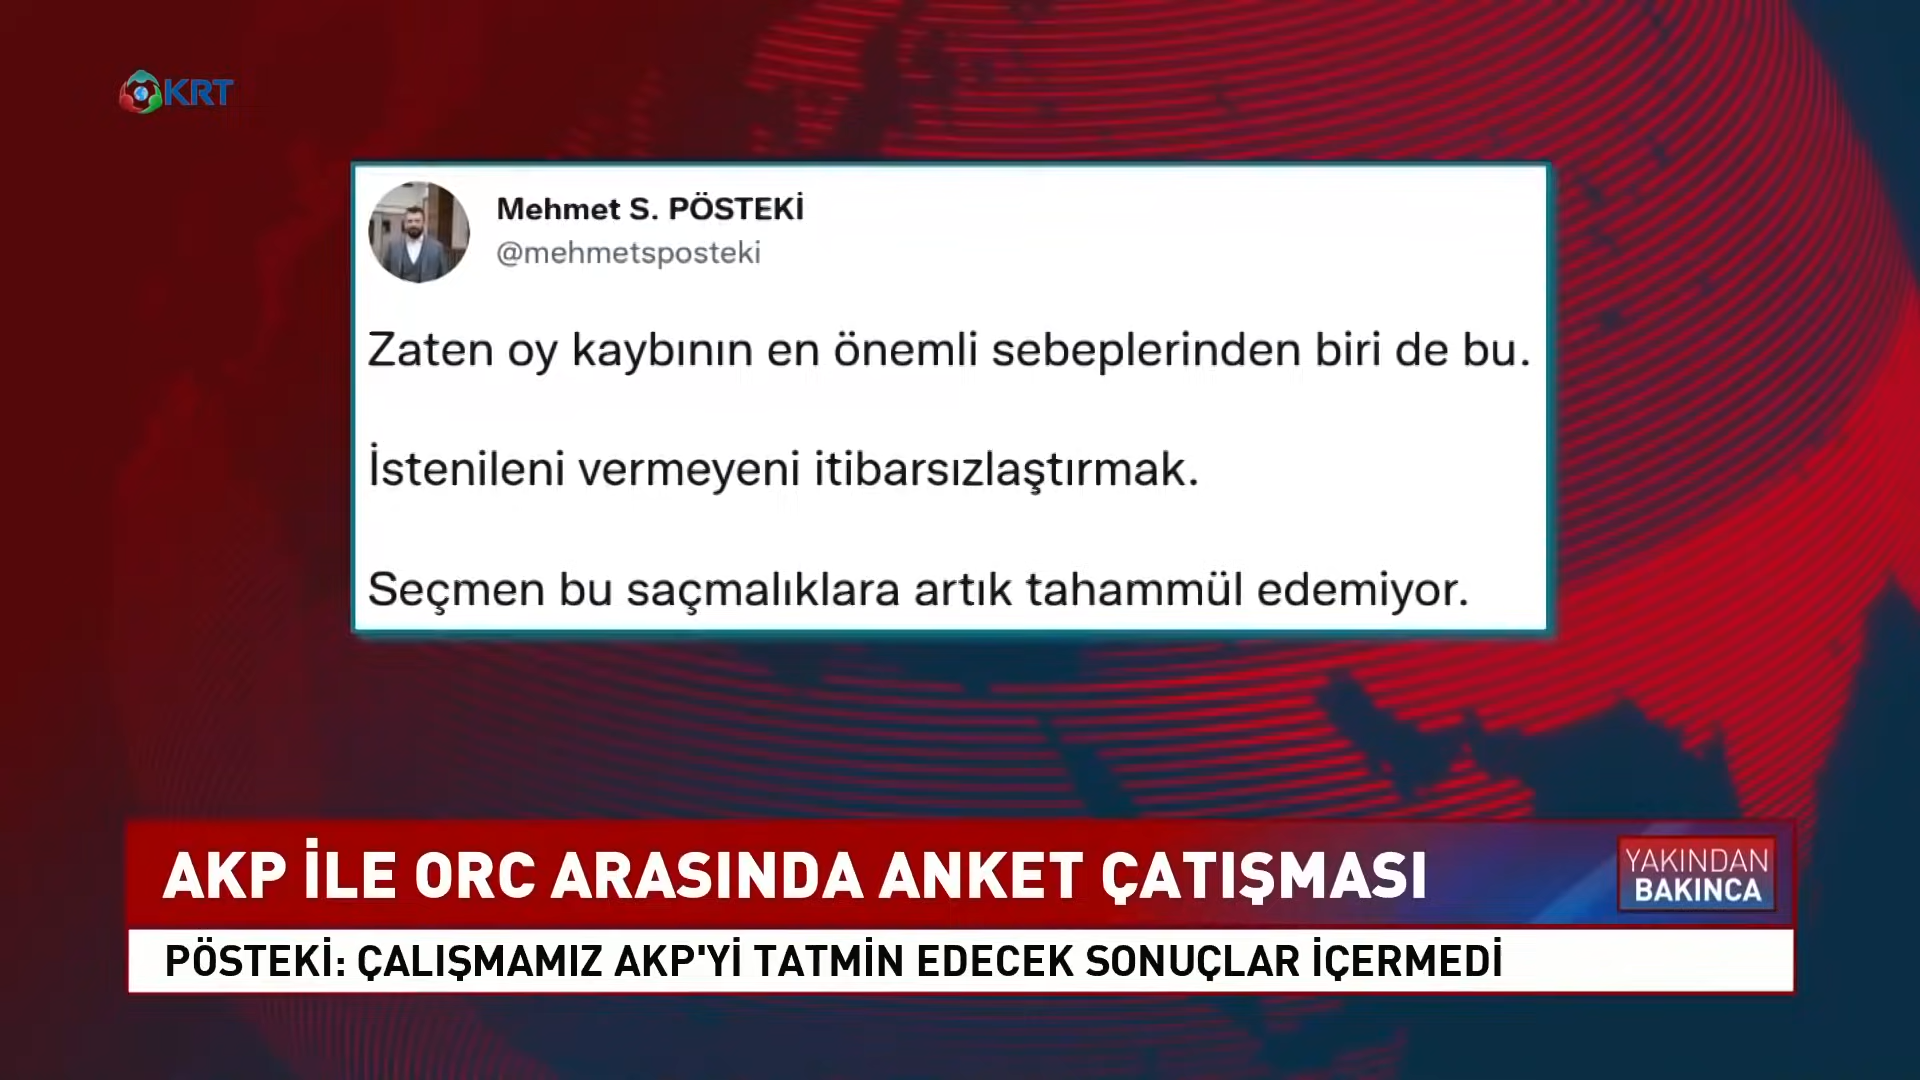 KRT
Mehmet S. PÖSTEKİ
@mehmetsposteki
Zaten oy kaybının en önemli sebeplerinden biri de bu.
İstenileni vermeyeni itibarsızlaştırmak.
Seçmen bu saçmalıklara artık tahammül edemiyor.
AKP İLE ORC ARASINDA ANKET ÇATIŞMASI
YAKINDAN
BAKINCA
PÖSTEKİ: ÇALIŞMAMIZ AKP'Yİ TATMİN EDECEK SONUÇLAR İÇERMEDİ